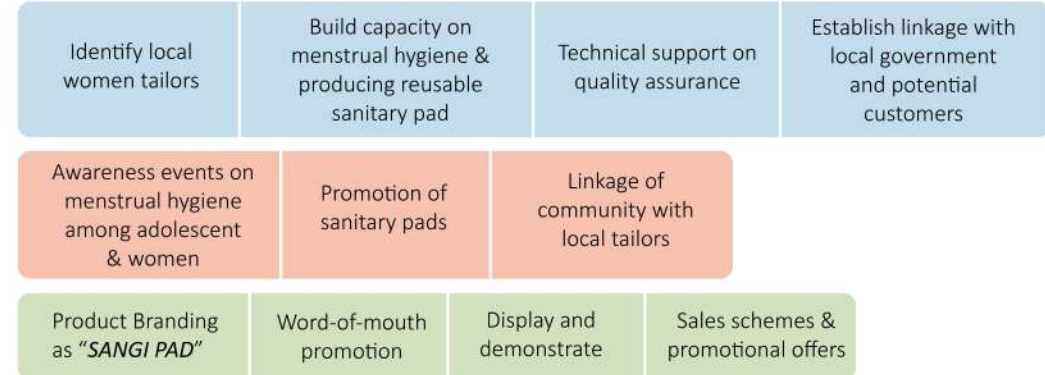 Identify local
women tailors
Build capacity on
menstrual hygiene &
producing reusable
sanitary pad
Technical support on
quality assurance
Establish linkage with
local government
and potential
customers
Awareness events on
menstrual hygiene
among adolescent
& women
Promotion of
sanitary pads
Linkage of
community with
local tailors
Product Branding
as “SANGI PAD”
Word-of-mouth
promotion
Display and
demonstrate
Sales schemes &
promotional offers